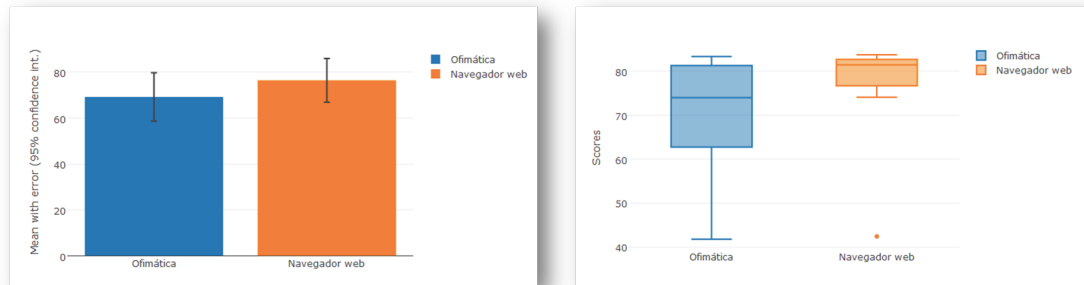 Mean with error (95% confidence int.)
80
60
40
20
0
Ofimática
Navegador web
Ofimática
Navegador web
Scores
80
70
60
50
40
Ofimática
Navegador web
Ofimática
Navegador web